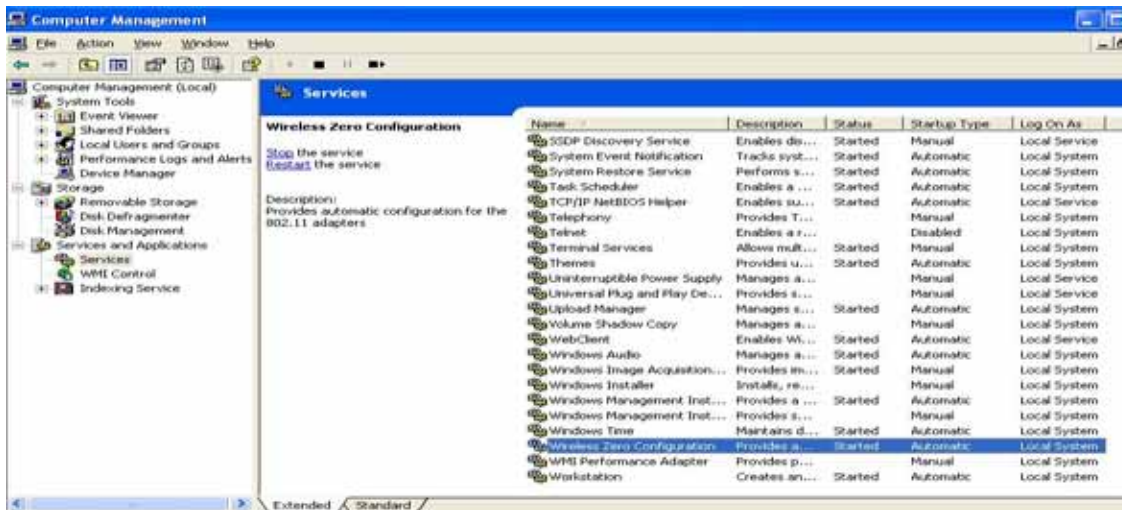 Computer Management
File Action View Window Help
Computer Management (Local)
System Tools
Event Viewer
Shared Folders
Local Users and Groups
Performance Logs and Alerts
Device Manager
Storage
Removable Storage
Disk Defragmenter
Disk Management
Services and Applications
Services
WMI Control
Indexing Service
Services
Wireless Zero Configuration
Stop the service
Restart the service
Description:
Provides automatic configuration for the
802.11 adapters
Name Description Status Startup Type Log On As
SSDP Discovery Service Enables dis... Started Manual Local Service
System Event Notification Tracks syst... Started Automatic Local System
System Restore Service Performs s... Started Automatic Local System
Task Scheduler Enables a ... Started Automatic Local System
TCP/IP NetBIOS Helper Enables su... Started Automatic Local Service
Telephony Provides T... Manual Local System
Telnet Enables a r... Disabled Local System
Terminal Services Allows mult... Started Manual Local System
Themes Provides u... Started Automatic Local System
Uninterruptible Power Supply Manages a... Manual Local Service
Universal Plug and Play De... Provides s... Manual Local Service
Upload Manager Manages s... Started Automatic Local System
Volume Shadow Copy Manages a... Manual Local System
WebClient Enables Wi... Started Automatic Local Service
Windows Audio Manages a... Started Automatic Local System
Windows Image Acquisition... Provides im... Started Manual Local System
Windows Installer Installs, re... Manual Local System
Windows Management Inst... Provides a ... Started Automatic Local System
Windows Management Inst... Provides s... Manual Local System
Windows Time Maintains d... Started Automatic Local System
Wireless Zero Configuration Provides a... Started Automatic Local System
WMI Performance Adapter Provides p... Manual Local System
Workstation Creates an... Started Automatic Local System
Extended Standard